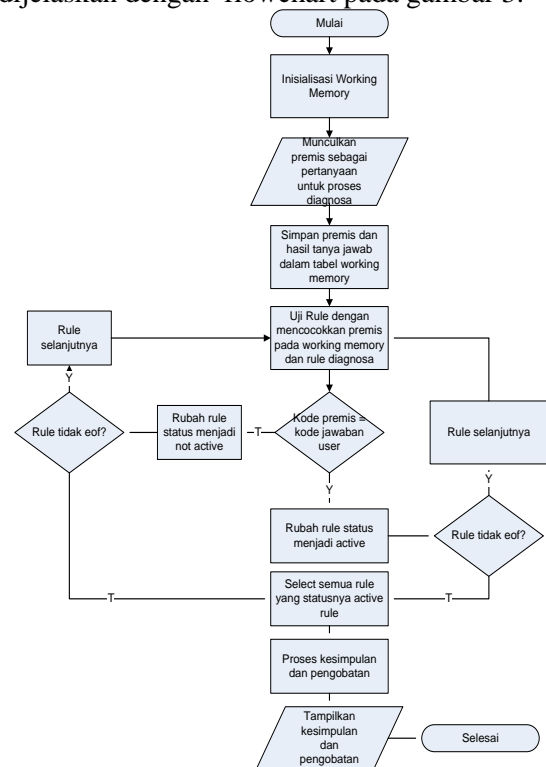 dijelaskan dengan flowchart pada gambar 3.
Mulai
Inisialisasi Working
Memory
Munculkan
premis sebagai
pertanyaan
untuk proses
diagnosa
Simpan premis dan
hasil tanya jawab
dalam tabel working
memory
Uji Rule dengan
mencocokkan premis
pada working memory
dan rule diagnosa
Rule
selanjutnya
Y
Rule tidak eof?
Rubah rule
status menjadi
not active
T
Kode premis =
kode jawaban
user
Rule selanjutnya
Y
Y
Rubah rule status
menjadi active
Rule tidak eof?
T
Select semua rule
yang statusnya active
rule
T
Proses kesimpulan
dan pengobatan
Tampilkan
kesimpulan
dan
pengobatan
Selesai